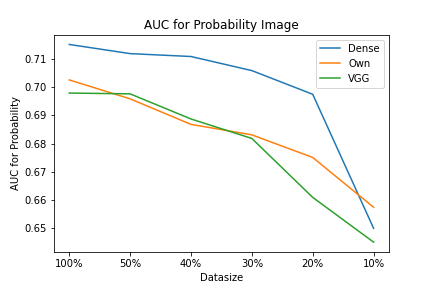 AUC for Probability Image
Dense
Own
VGG
AUC for Probability
0.71
0.70
0.69
0.68
0.67
0.66
0.65
100% 50% 40% 30% 20% 10%
Datasize